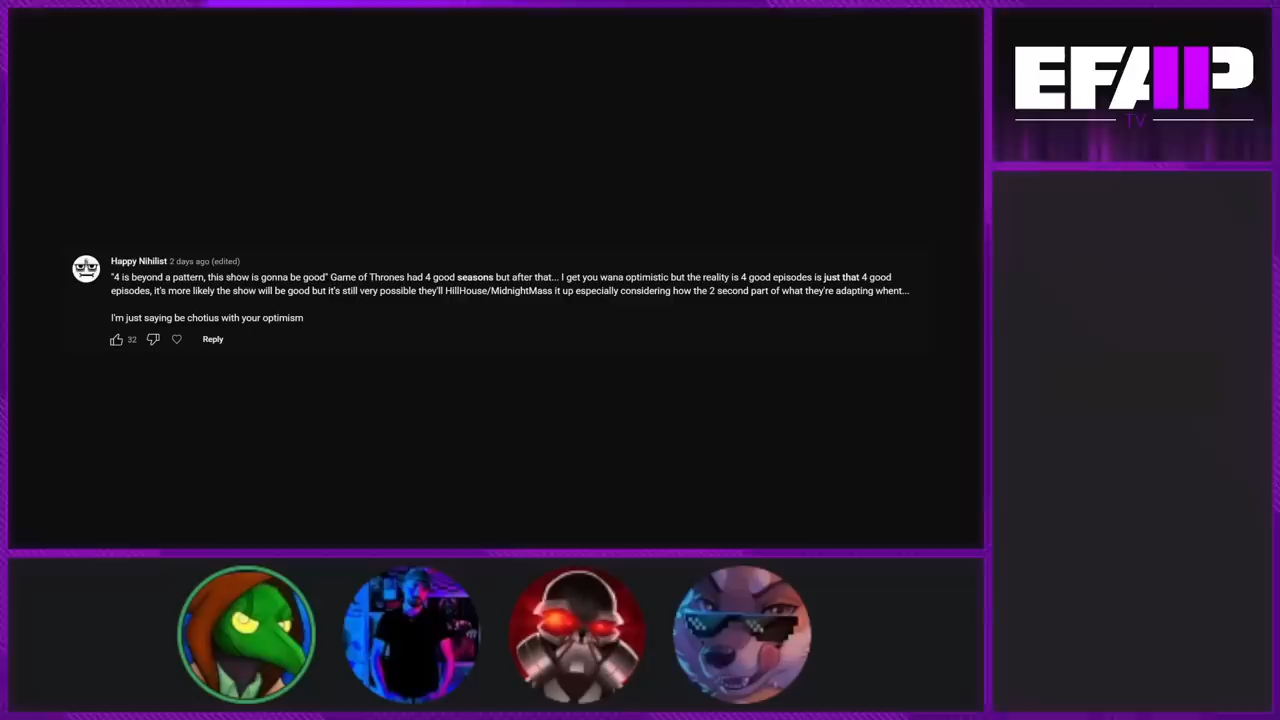 EFAP
TV
Happy Nihilist 2 days ago (edited)
"4 is beyond a pattern, this show is gonna be good" Game of Thrones had 4 good seasons but after that... I get you wana optimistic but the reality is 4 good episodes is just that 4 good
episodes, it's more likely the show will be good but it's still very possible they'll HillHouse/MidnightMass it up especially considering how the 2 second part of what they're adapting whent...
I'm just saying be chotius with your optimism
32
Reply